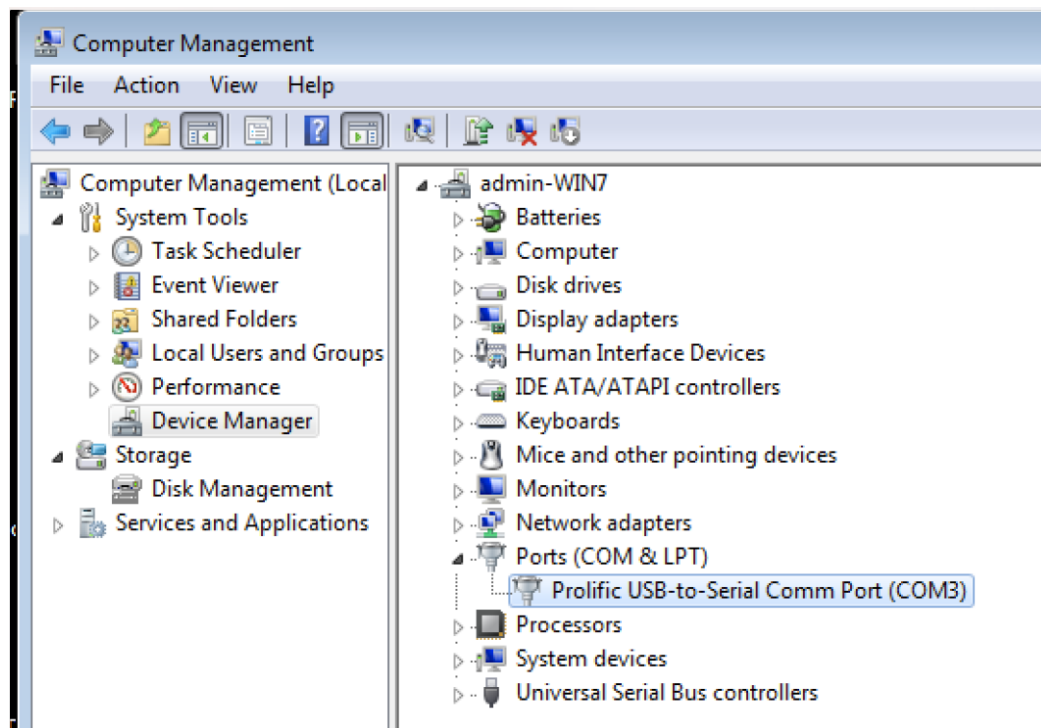 Computer Management
File Action View Help
Computer Management (Local
System Tools
Task Scheduler
Event Viewer
Shared Folders
Local Users and Groups
Performance
Device Manager
Storage
Disk Management
Services and Applications
admin-WIN7
Batteries
Computer
Disk drives
Display adapters
Human Interface Devices
IDE ATA/ATAPI controllers
Keyboards
Mice and other pointing devices
Monitors
Network adapters
Ports (COM & LPT)
Prolific USB-to-Serial Comm Port (COM3)
Processors
System devices
Universal Serial Bus controllers